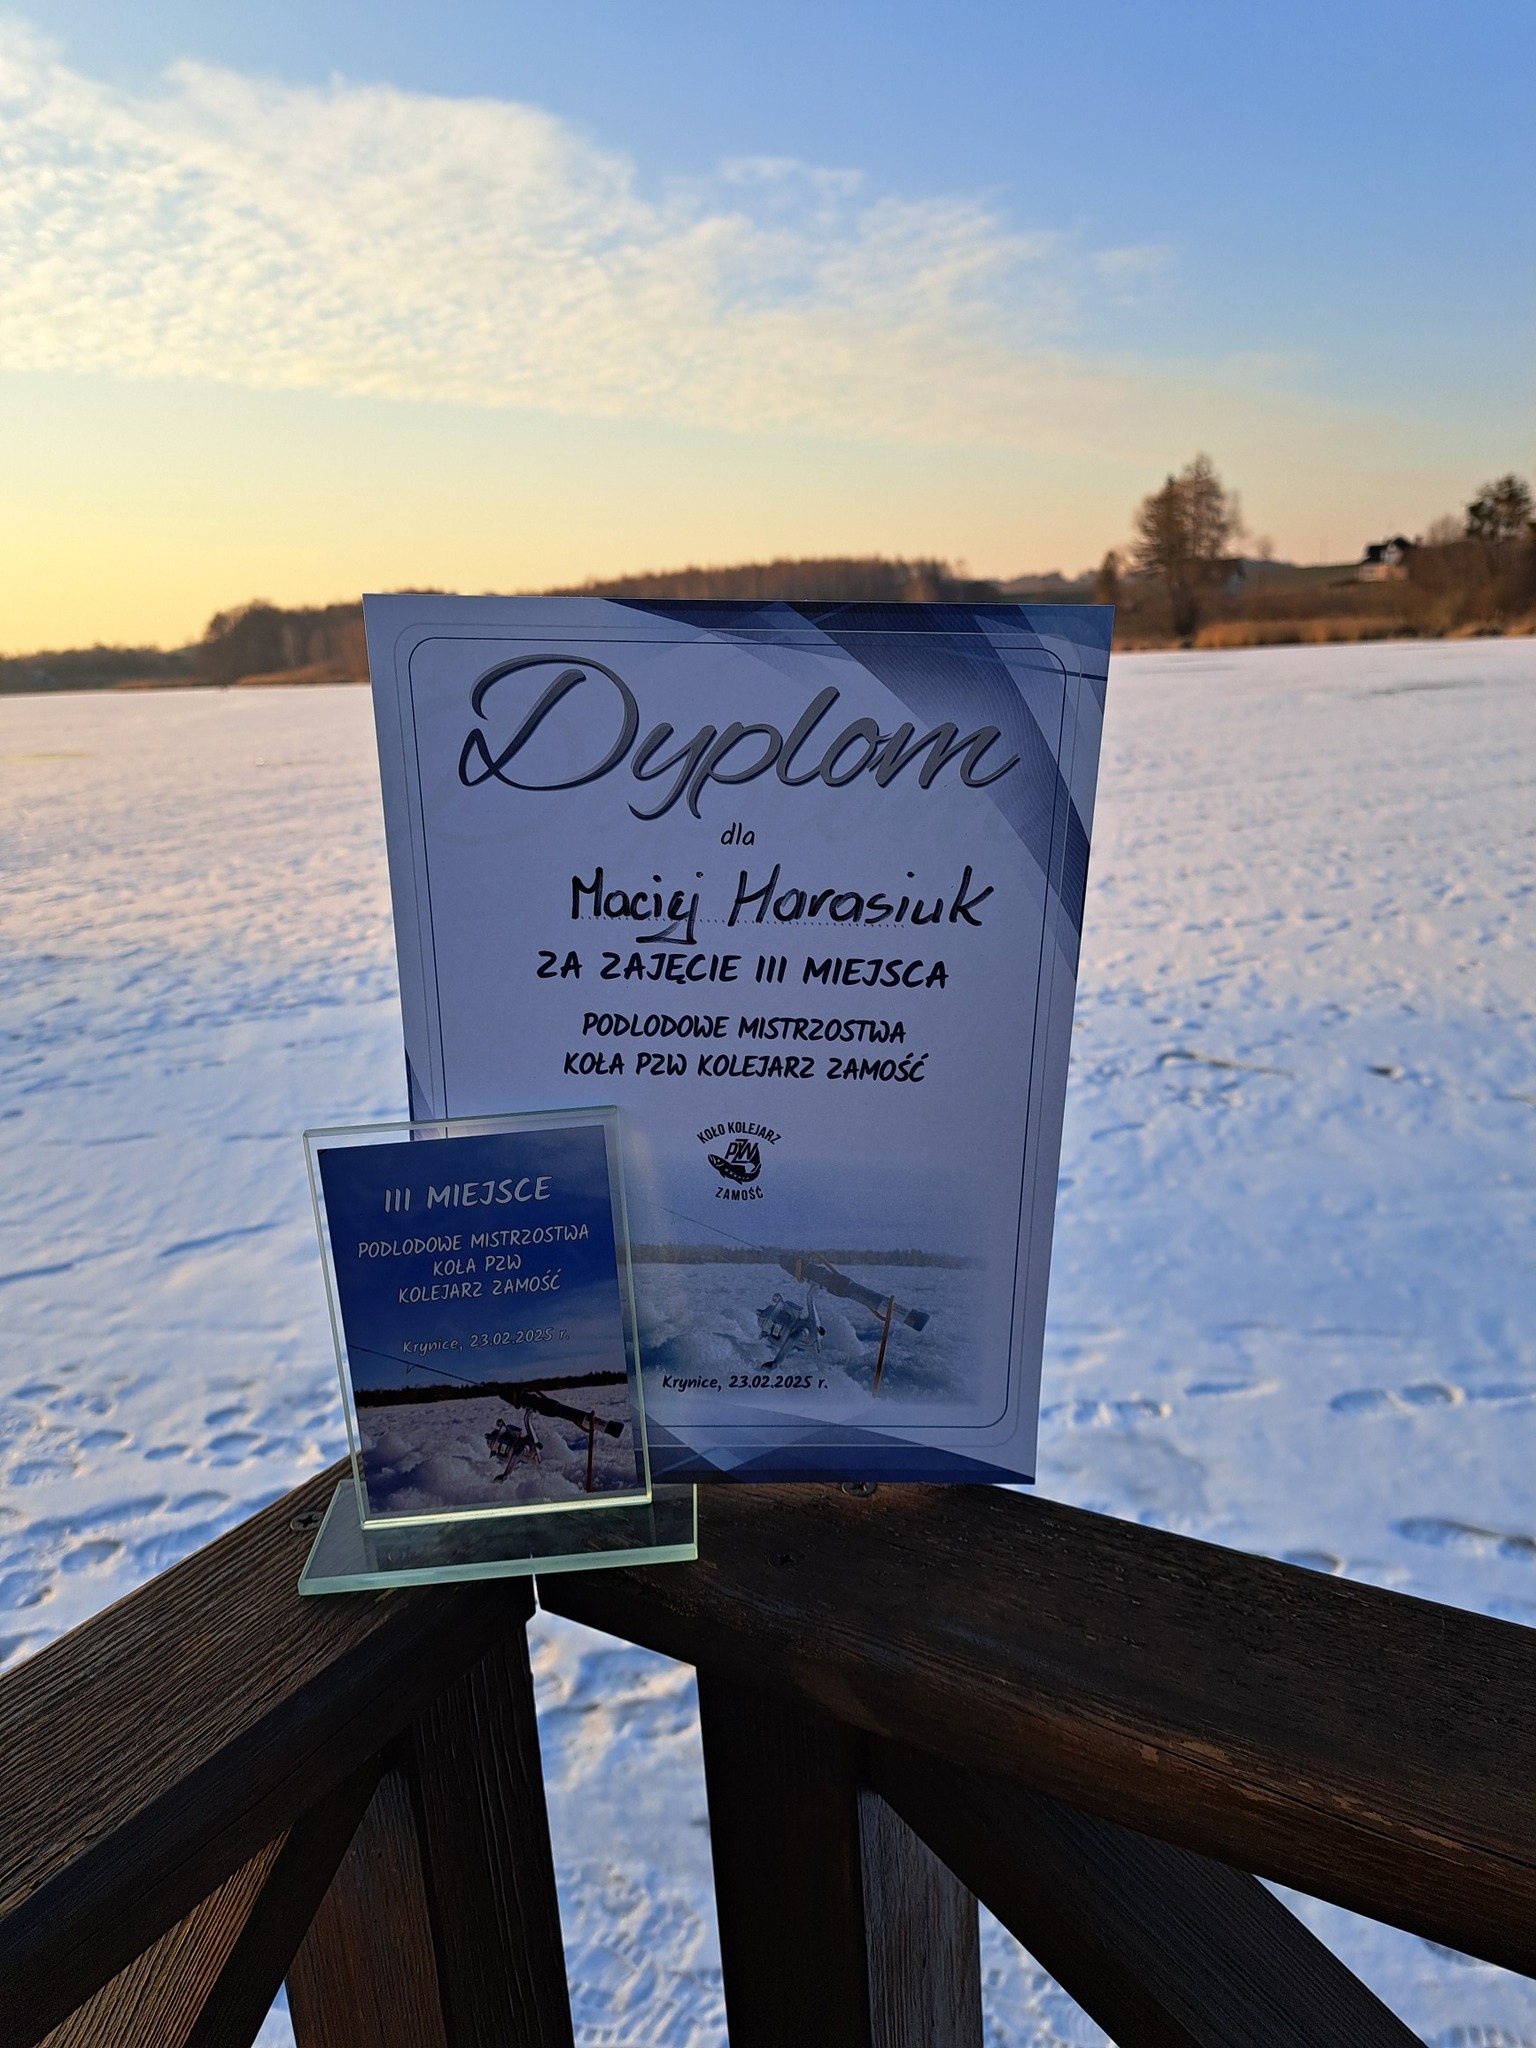 Dyplom
dla
Maciej Harasiuk
ZA ZAJĘCIE III MIEJSCA
PODLODOWE MISTRZOSTWA
KOŁA PZW KOLEJARZ ZAMOŚĆ
KOŁO KOLEJARZ
PZW
ZAMOŚĆ
Krynice, 23.02.2025 r.
III MIEJSCE
PODLODOWE MISTRZOSTWA
KOŁA PZW
KOLEJARZ ZAMOŚĆ
Krynice, 23.02.2025 r.